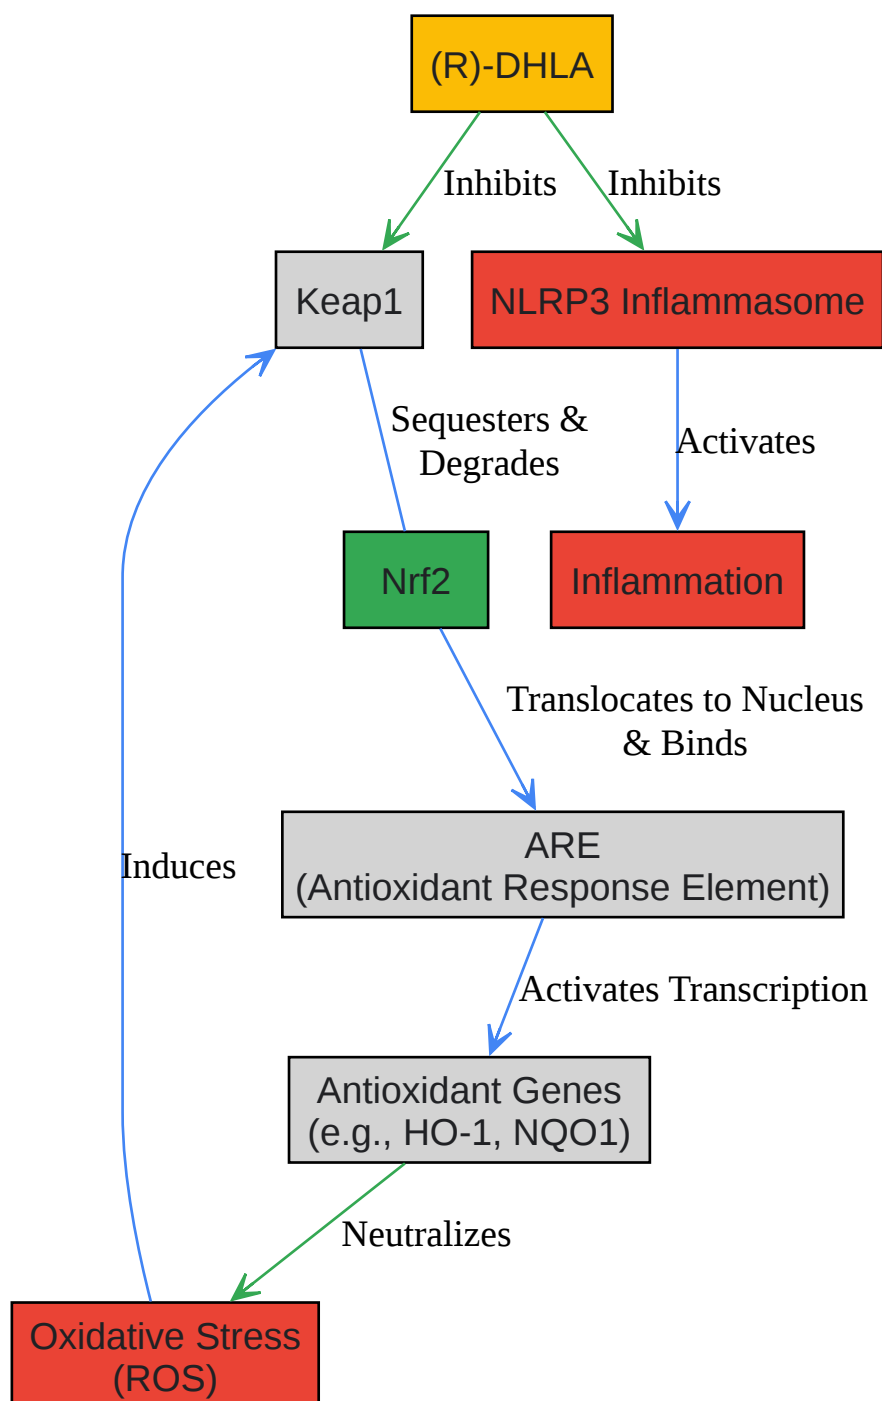 (R)-DHLA
Inhibits
Inhibits
Keap1
NLRP3 Inflammasome
Sequesters &
Degrades
Activates
Nrf2
Inflammation
Translocates to Nucleus
& Binds
ARE
(Antioxidant Response Element)
Induces
Activates Transcription
Antioxidant Genes
(e.g., HO-1, NQO1)
Neutralizes
Oxidative Stress
(ROS)